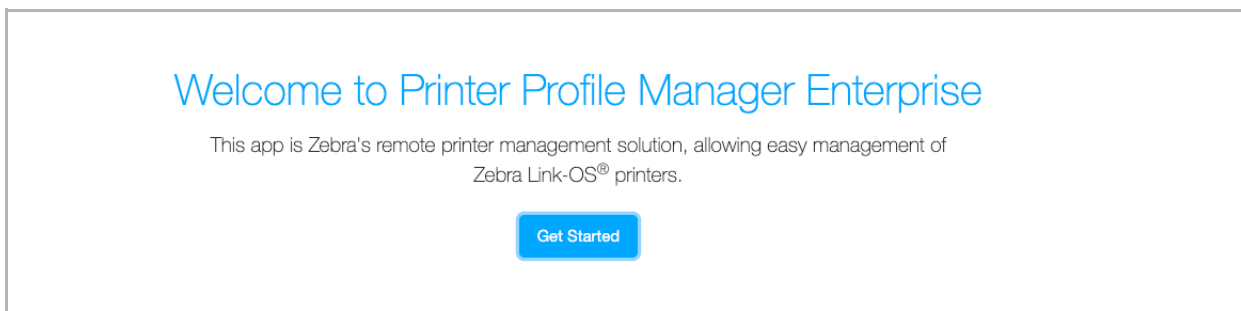 Welcome to Printer Profile Manager Enterprise
This app is Zebra's remote printer management solution, allowing easy management of
Zebra Link-OS® printers.
Get Started